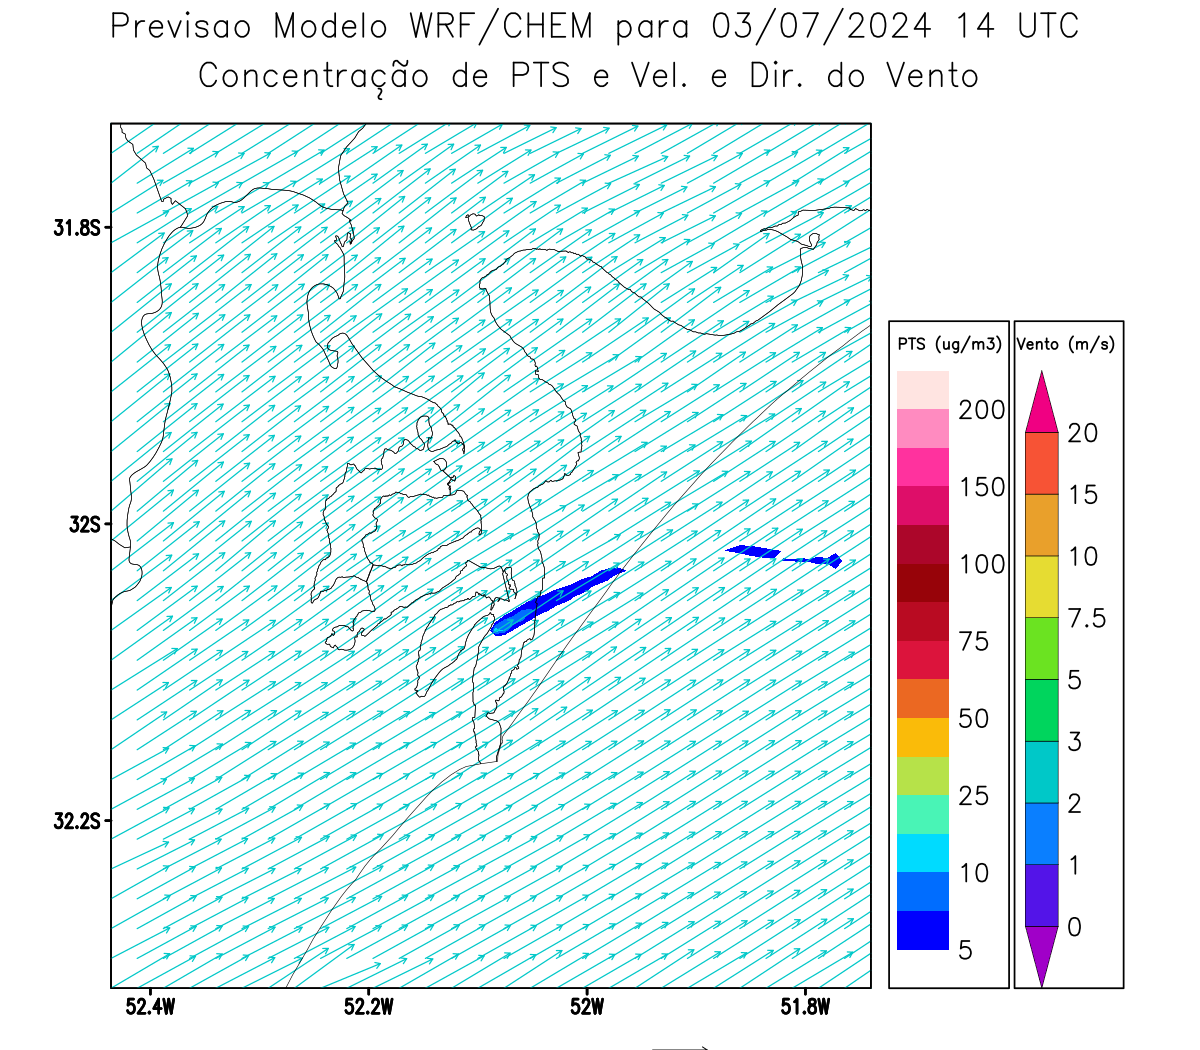 Previsao Modelo WRF/CHEM para 03/07/2024 14 UTC
Concentração de PTS e Vel. e Dir. do Vento
31.8S
32S
32.2S
52.4W 52.2W 52W 51.8W
PTS (ug/m3)
200
150
100
75
50
25
10
5
Vento (m/s)
20
15
10
7.5
5
3
2
1
0